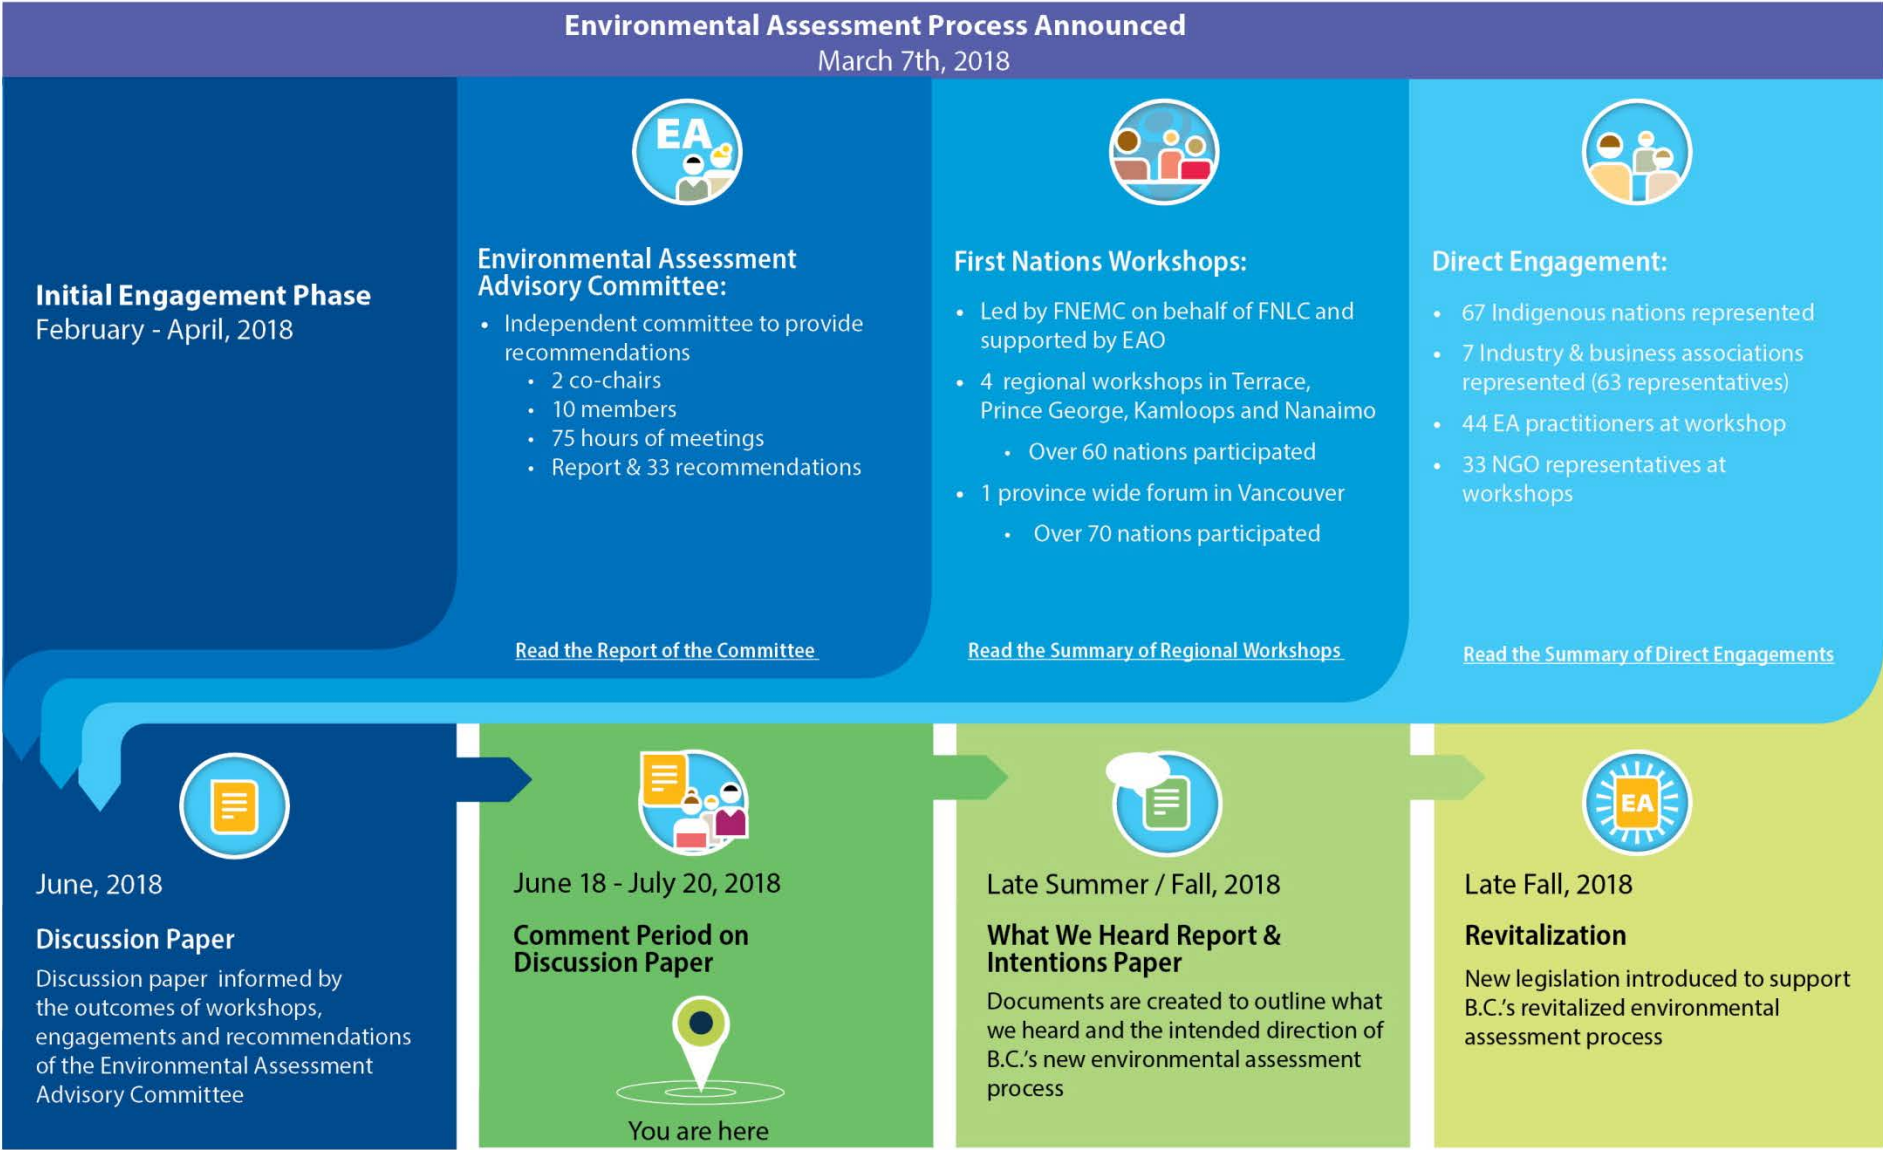 Environmental Assessment Process Announced
March 7th, 2018
Initial Engagement Phase
February - April, 2018
EA
Environmental Assessment
Advisory Committee:
• Independent committee to provide
recommendations
• 2 co-chairs
• 10 members
• 75 hours of meetings
• Report & 33 recommendations
Read the Report of the Committee
First Nations Workshops:
• Led by FNEMC on behalf of FNLC and
supported by EAO
• 4 regional workshops in Terrace,
Prince George, Kamloops and Nanaimo
• Over 60 nations participated
• 1 province wide forum in Vancouver
• Over 70 nations participated
Read the Summary of Regional Workshops
Direct Engagement:
• 67 Indigenous nations represented
• 7 Industry & business associations
represented (63 representatives)
• 44 EA practitioners at workshop
• 33 NGO representatives at
workshops
Read the Summary of Direct Engagements
June, 2018
Discussion Paper
Discussion paper informed by
the outcomes of workshops,
engagements and recommendations
of the Environmental Assessment
Advisory Committee
June 18 - July 20, 2018
Comment Period on
Discussion Paper
You are here
Late Summer / Fall, 2018
What We Heard Report &
Intentions Paper
Documents are created to outline what
we heard and the intended direction of
B.C.'s new environmental assessment
process
EA
Late Fall, 2018
Revitalization
New legislation introduced to support
B.C.'s revitalized environmental
assessment process